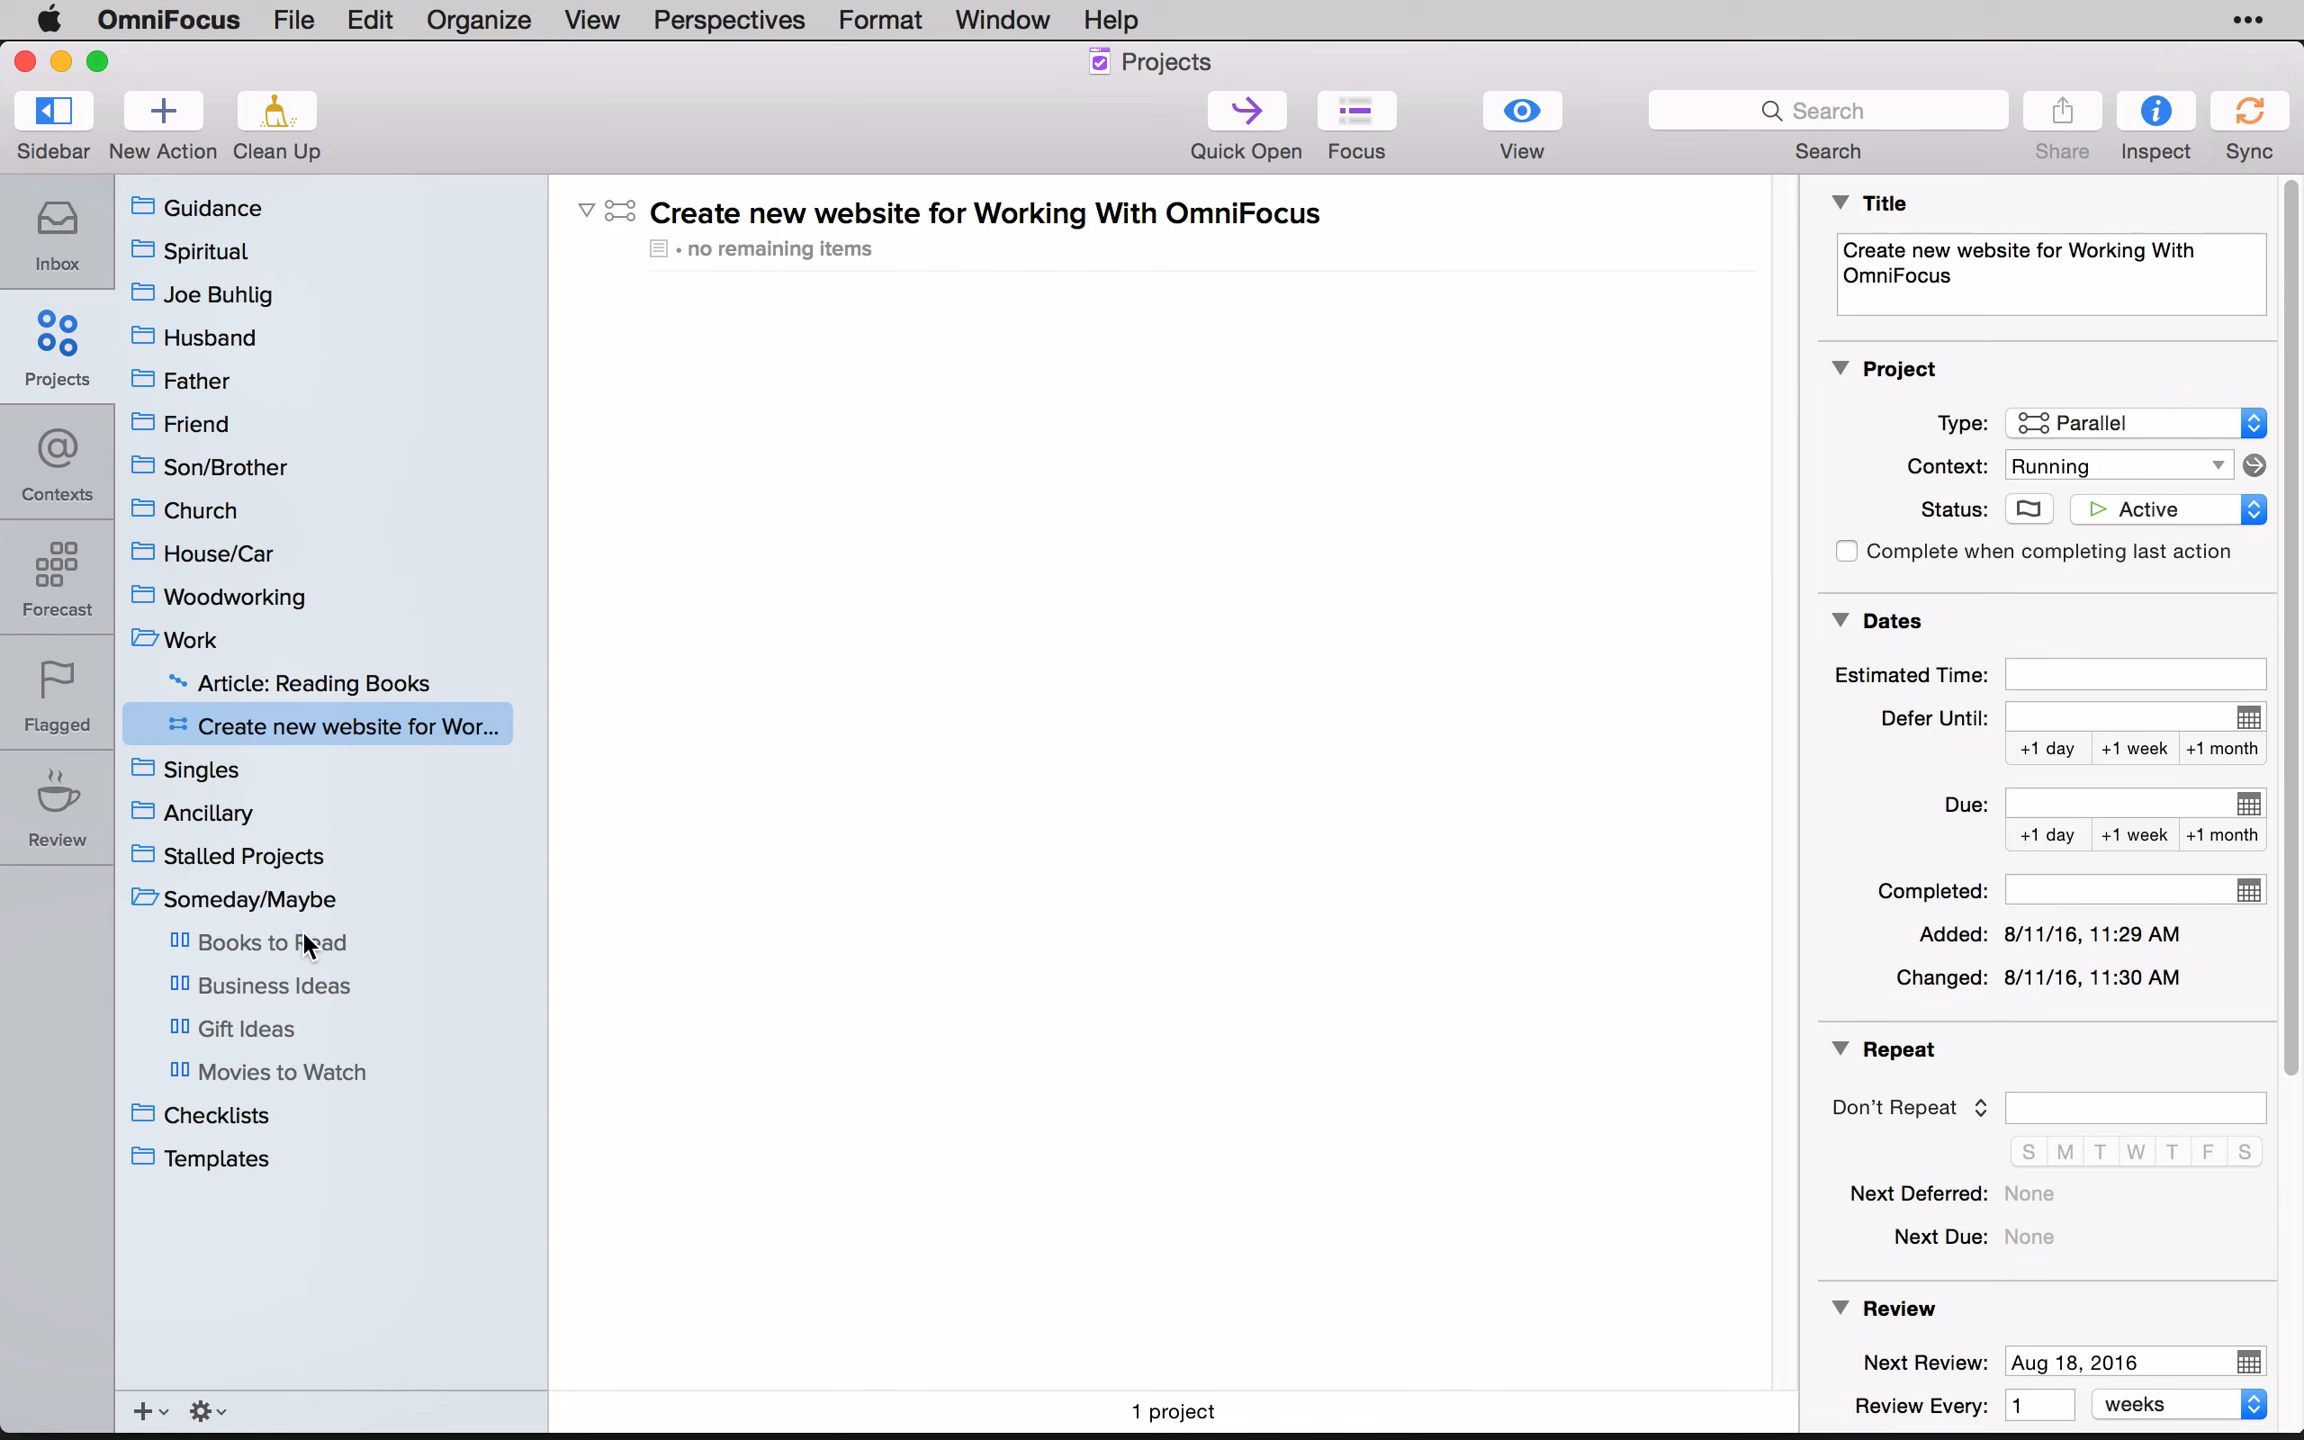 OmniFocus File Edit Organize View Perspectives Format Window Help
Projects
Search
Sidebar New Action Clean Up Quick Open Focus View Search Share Inspect Sync
Inbox
Projects
Contexts
Forecast
Flagged
Review
Guidance
Spiritual
Joe Buhlig
Husband
Father
Friend
Son/Brother
Church
House/Car
Woodworking
Work
Article: Reading Books
Create new website for Wor...
Singles
Ancillary
Stalled Projects
Someday/Maybe
Books to Read
Business Ideas
Gift Ideas
Movies to Watch
Checklists
Templates
Create new website for Working With OmniFocus
• no remaining items
1 project
Title
Create new website for Working With
OmniFocus
Project
Type: Parallel
Context: Running
Status: Active
Complete when completing last action
Dates
Estimated Time:
Defer Until:
+1 day +1 week +1 month
Due:
+1 day +1 week +1 month
Completed:
Added: 8/11/16, 11:29 AM
Changed: 8/11/16, 11:30 AM
Repeat
Don't Repeat
S M T W T F S
Next Deferred: None
Next Due: None
Review
Next Review: Aug 18, 2016
Review Every: 1 weeks